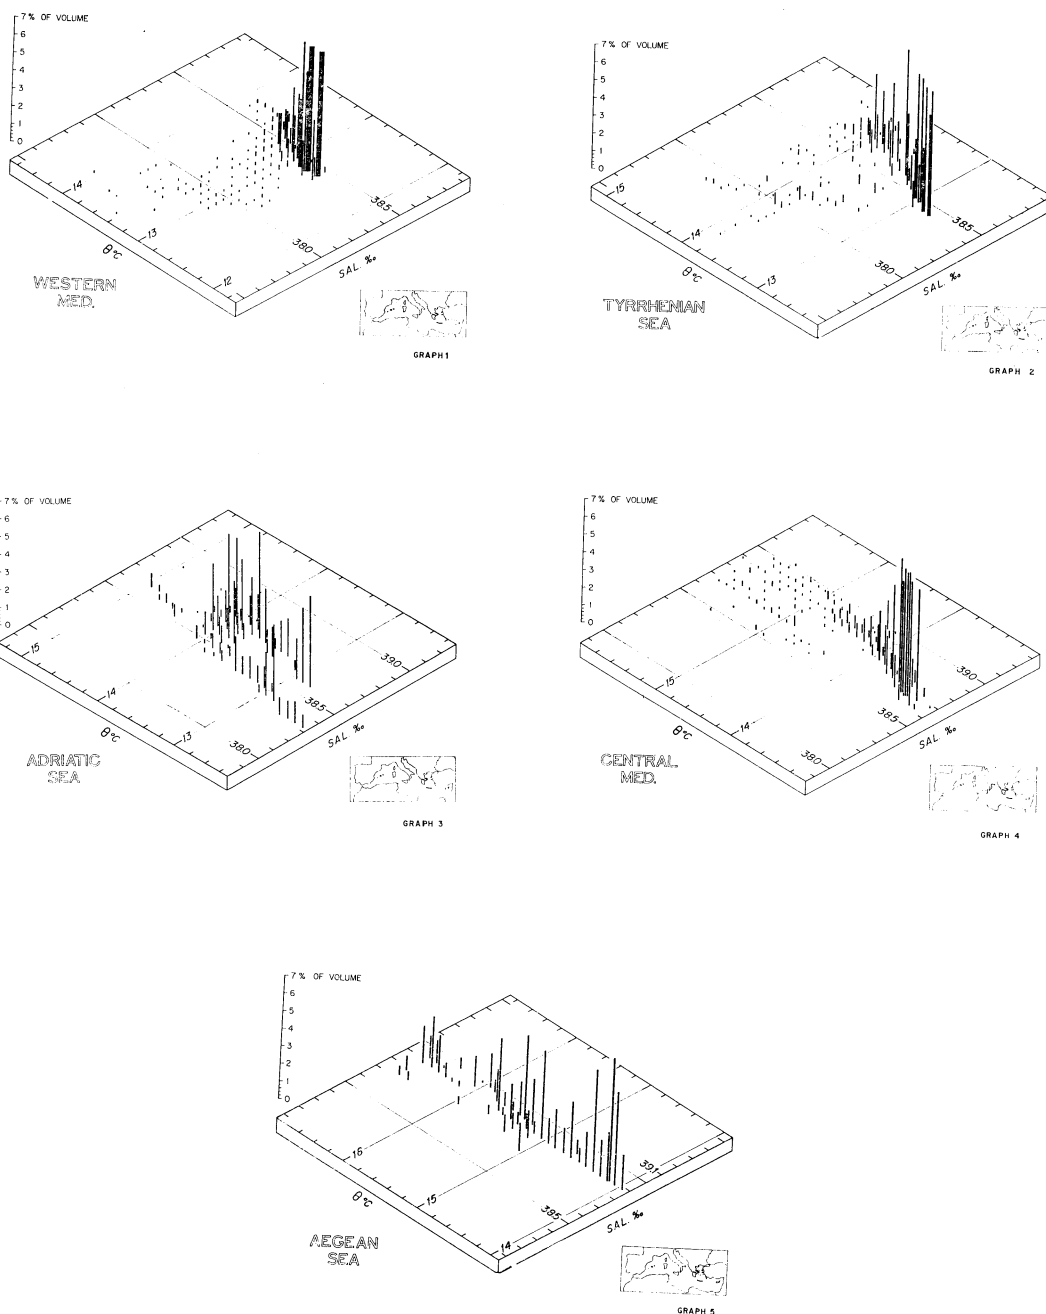 7% OF VOLUME
6
5
4
3
2
1
0
14
13
12
θ°C
380
385
SAL. ‰
WESTERN
MED.
GRAPH 1
7% OF VOLUME
6
5
4
3
2
1
0
15
14
13
θ°C
380
385
SAL. ‰
TYRRHENIAN
SEA
GRAPH 2
7% OF VOLUME
6
5
4
3
2
1
0
15
14
13
θ°C
380
385
390
SAL. ‰
ADRIATIC
SEA
GRAPH 3
7% OF VOLUME
6
5
4
3
2
1
0
15
14
θ°C
380
385
390
SAL. ‰
CENTRAL
MED.
GRAPH 4
7% OF VOLUME
6
5
4
3
2
1
0
16
15
14
θ°C
385
391
SAL. ‰
AEGEAN
SEA
GRAPH 5